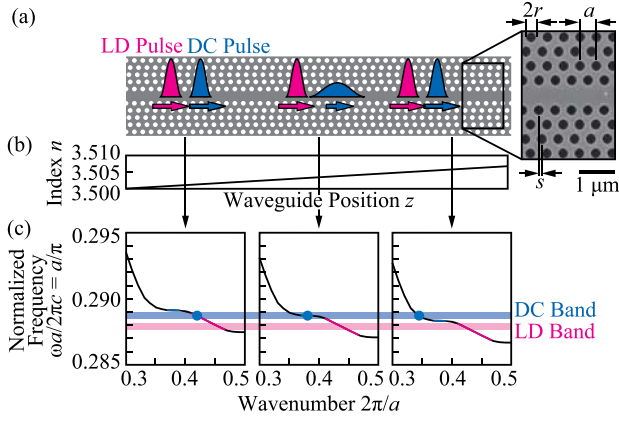 (a)
2r
a
LD Pulse DC Pulse
(b)
Index n
3.510
3.505
3.500
Waveguide Position z
s
1 μm
(c)
Normalized
Frequency
ωa/2πc = a/π
0.295
0.290
0.285
DC Band
LD Band
0.3 0.4 0.5 0.3 0.4 0.5 0.3 0.4 0.5
Wavenumber 2π/a